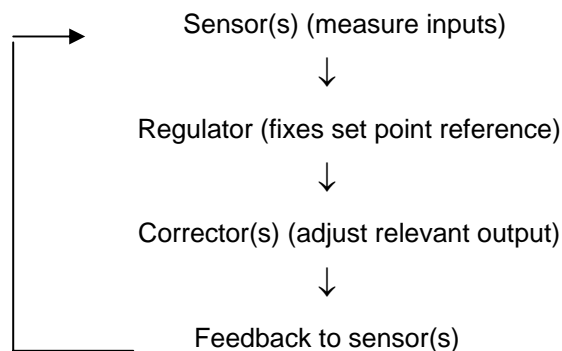 Sensor(s) (measure inputs)
↓
Regulator (fixes set point reference)
↓
Corrector(s) (adjust relevant output)
↓
Feedback to sensor(s)